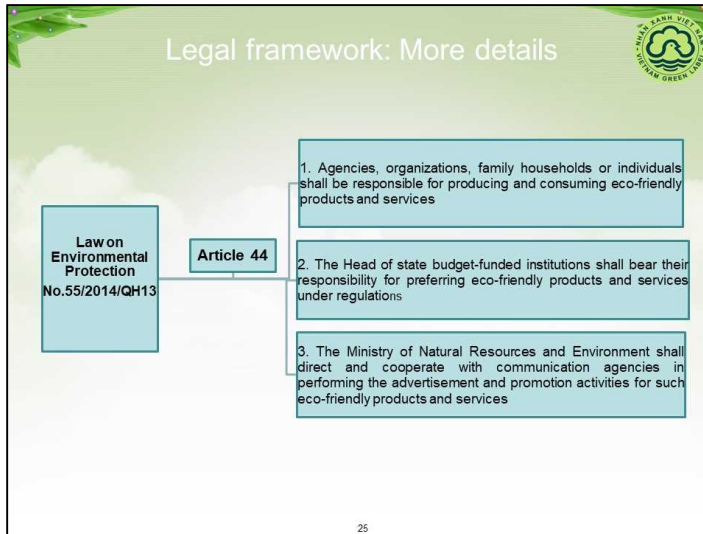 Legal framework: More details
NHÃN XANH VIỆT NAM
VIETNAM GREEN LABEL
Law on
Environmental
Protection
No.55/2014/QH13
Article 44
1. Agencies, organizations, family households or individuals
shall be responsible for producing and consuming eco-friendly
products and services
2. The Head of state budget-funded institutions shall bear their
responsibility for preferring eco-friendly products and services
under regulations
3. The Ministry of Natural Resources and Environment shall
direct and cooperate with communication agencies in
performing the advertisement and promotion activities for such
eco-friendly products and services
25